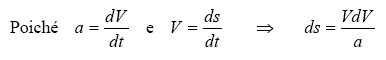 Poiché a = dV/dt e V = ds/dt ⇒ ds = VdV/a